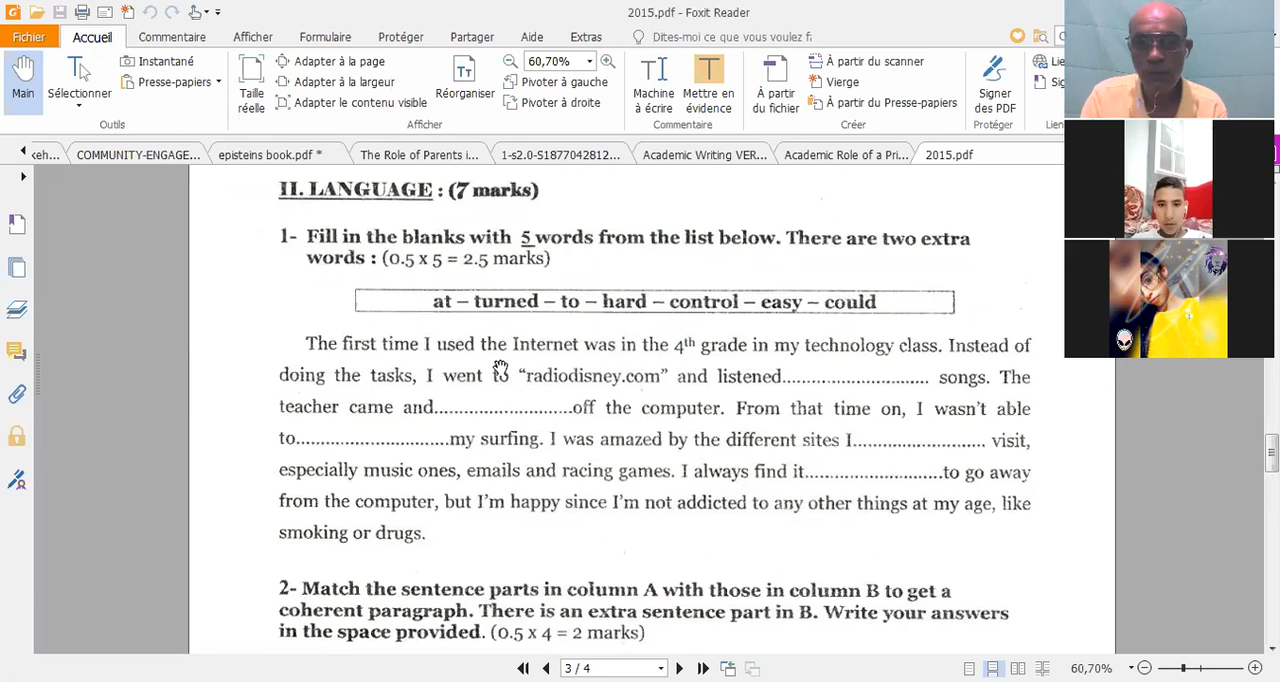 2015.pdf - Foxit Reader
Fichier Accueil Commentaire Afficher Formulaire Protéger Partager Aide Extras Dites-moi ce que vous voulez fi
Main
Sélectionner
Instantané
Presse-papiers
Outils
Taille réelle
Adapter à la page
Adapter à la largeur
Adapter le contenu visible
Réorganiser
60,70%
Pivoter à gauche
Pivoter à droite
Afficher
Machine à écrire
Mettre en évidence
Commentaire
À partir du fichier
À partir du scanner
Vierge
À partir du Presse-papiers
Créer
Signer des PDF
Protéger
Lie
Sig
Lien
keh... COMMUNITY-ENGAGE... episteins book.pdf * The Role of Parents i... 1-s2.0-S1877042812... Academic Writing VER... Academic Role of a Pri... 2015.pdf
II. LANGUAGE : (7 marks)
1- Fill in the blanks with 5 words from the list below. There are two extra
words : (0.5 x 5 = 2.5 marks)
at – turned – to – hard – control – easy – could
The first time I used the Internet was in the 4th grade in my technology class. Instead of
doing the tasks, I went to “radiodisney.com” and listened............................ songs. The
teacher came and..........................off the computer. From that time on, I wasn’t able
to.............................my surfing. I was amazed by the different sites I......................... visit,
especially music ones, emails and racing games. I always find it..........................to go away
from the computer, but I’m happy since I’m not addicted to any other things at my age, like
smoking or drugs.
2- Match the sentence parts in column A with those in column B to get a
coherent paragraph. There is an extra sentence part in B. Write your answers
in the space provided. (0.5 x 4 = 2 marks)
3 / 4
60,70%